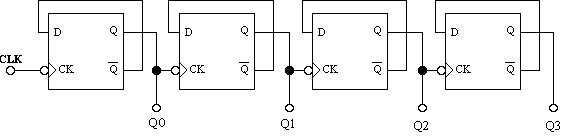 D Q D Q D Q D Q
CLK
CK Q̅ CK Q̅ CK Q̅ CK Q̅
Q0 Q1 Q2 Q3